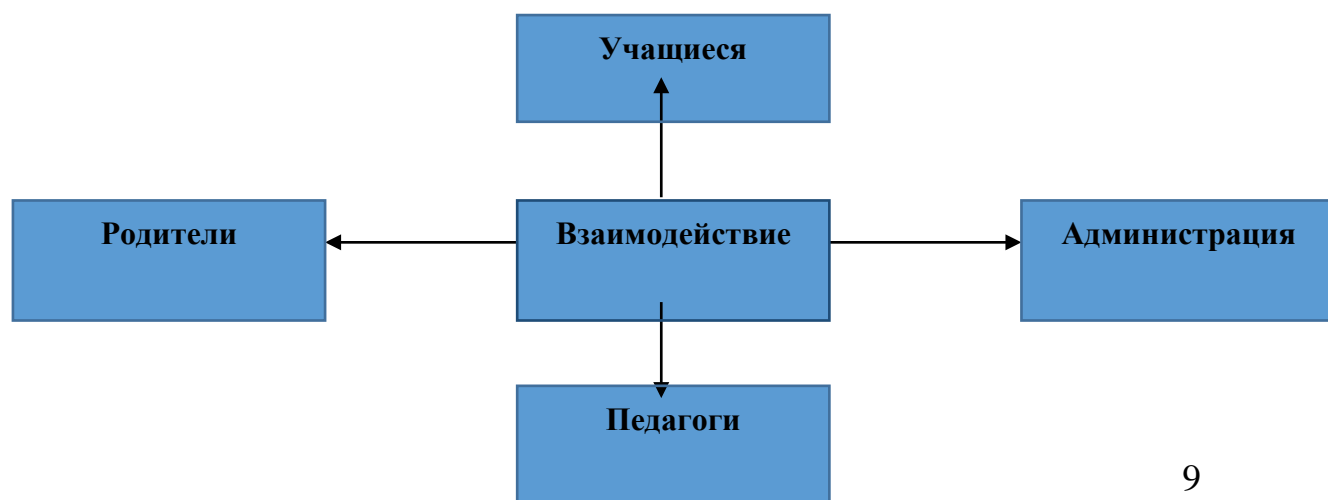 Учащиеся
Родители
Взаимодействие
Администрация
Педагоги
9